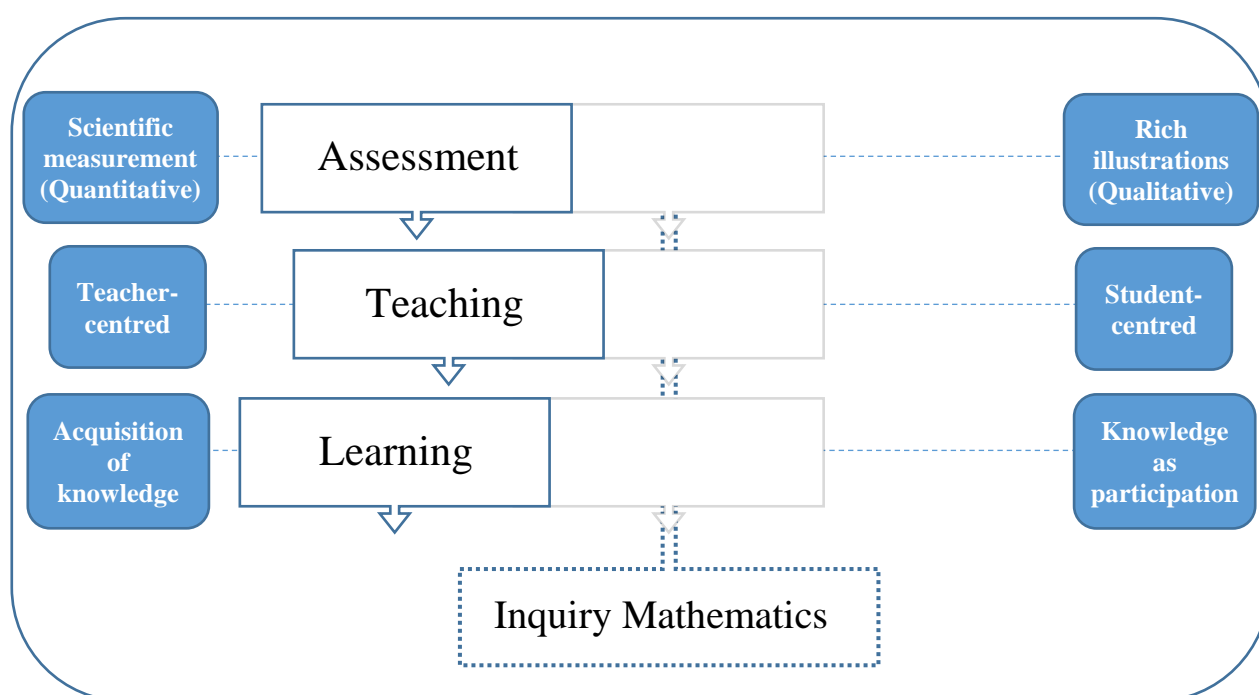 Scientific
measurement
(Quantitative)
Assessment
Rich
illustrations
(Qualitative)
Teacher-
centred
Teaching
Student-
centred
Acquisition
of
knowledge
Learning
Knowledge
as
participation
Inquiry Mathematics